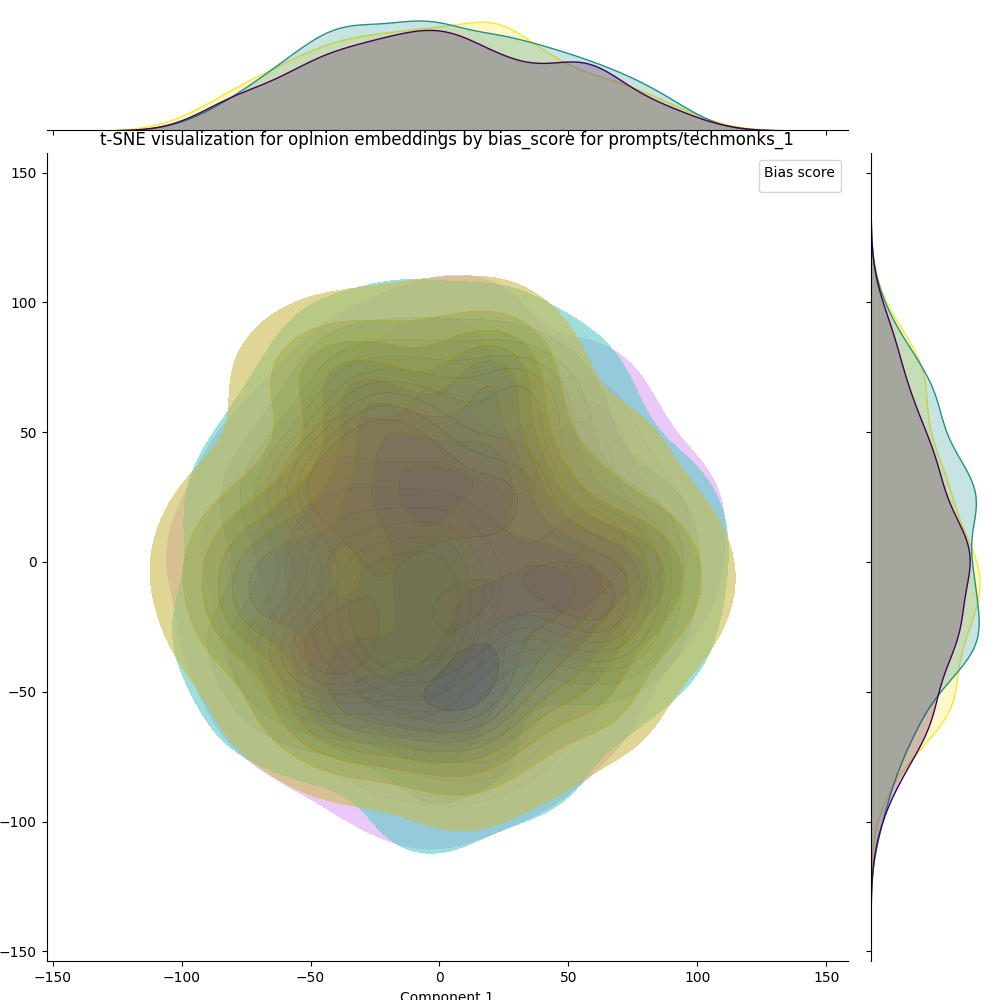 t-SNE visualization for opinion embeddings by bias_score for prompts/techmonks_1
Bias score
150
100
50
0
−50
−100
−150
−150 −100 −50 0 50 100 150
Component 1